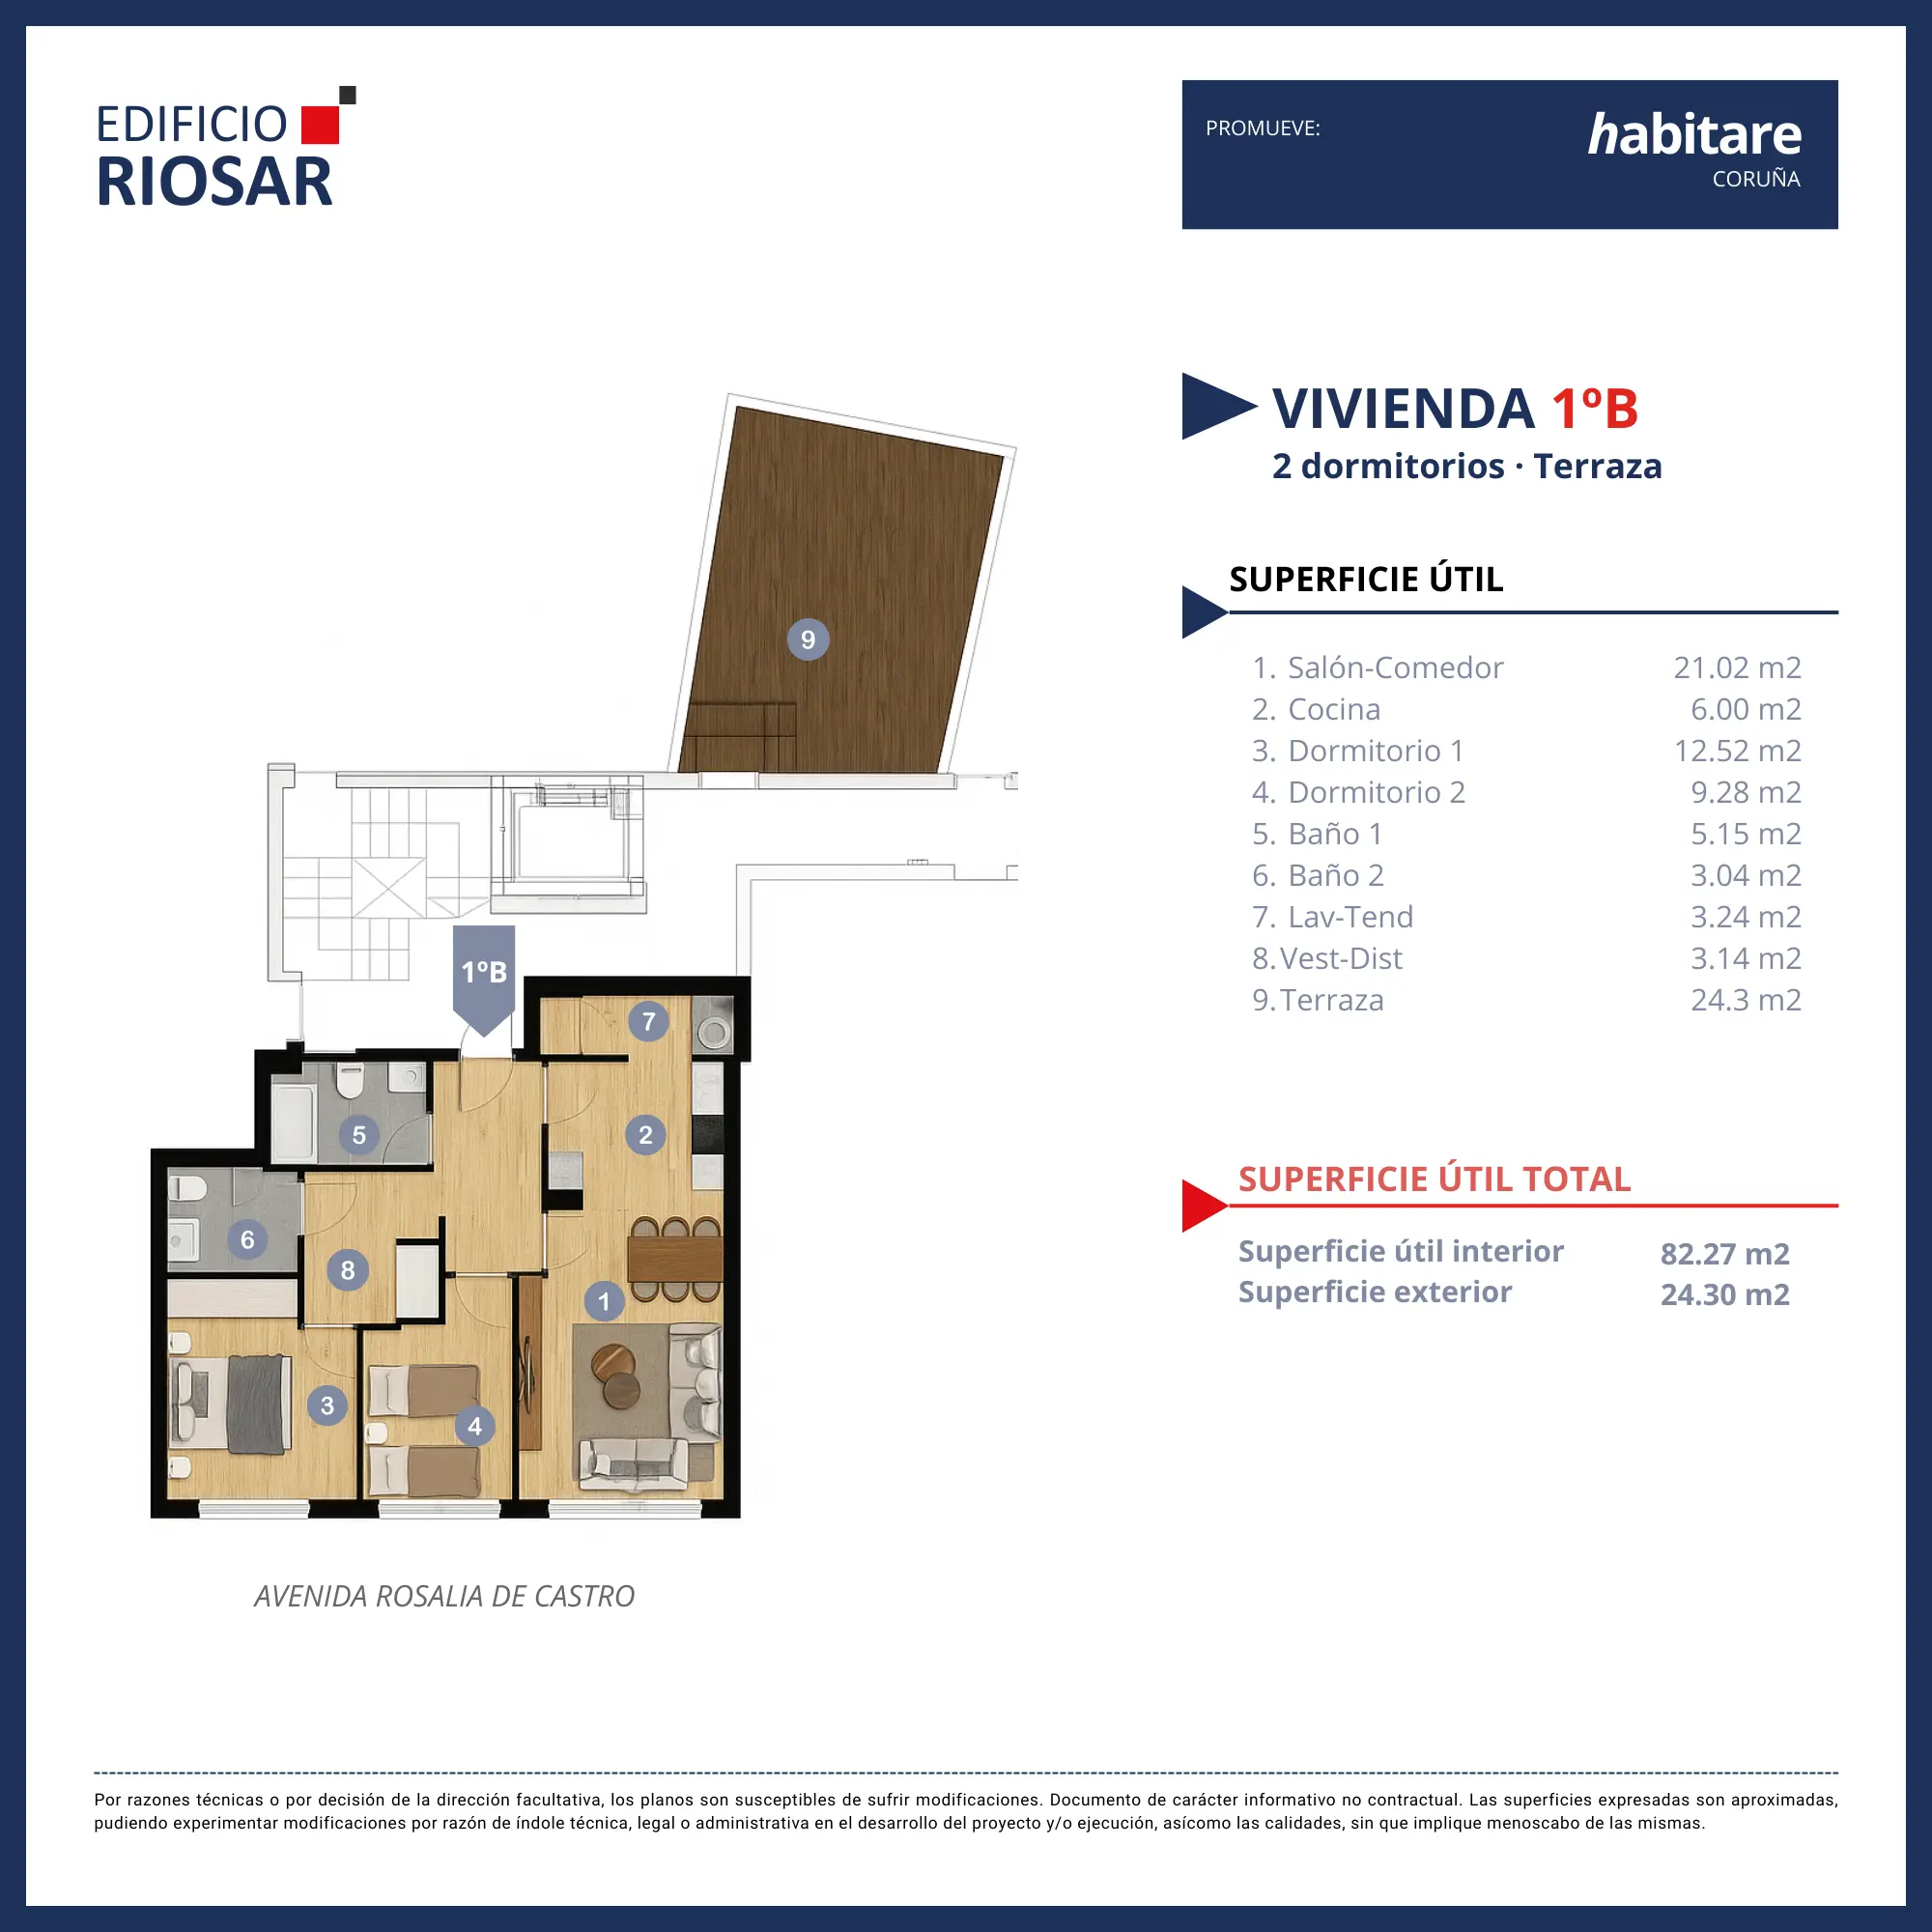 EDIFICIO
RIOSAR
PROMUEVE:
habitare
CORUÑA
VIVIENDA 1ºB
2 dormitorios · Terraza
SUPERFICIE ÚTIL
1. Salón-Comedor 21.02 m2
2. Cocina 6.00 m2
3. Dormitorio 1 12.52 m2
4. Dormitorio 2 9.28 m2
5. Baño 1 5.15 m2
6. Baño 2 3.04 m2
7. Lav-Tend 3.24 m2
8. Vest-Dist 3.14 m2
9. Terraza 24.3 m2
SUPERFICIE ÚTIL TOTAL
Superficie útil interior 82.27 m2
Superficie exterior 24.30 m2
9
1ºB
7
5
2
6
8
1
3
4
AVENIDA ROSALIA DE CASTRO
Por razones técnicas o por decisión de la dirección facultativa, los planos son susceptibles de sufrir modificaciones. Documento de carácter informativo no contractual. Las superficies expresadas son aproximadas,
pudiendo experimentar modificaciones por razón de índole técnica, legal o administrativa en el desarrollo del proyecto y/o ejecución, asícomo las calidades, sin que implique menoscabo de las mismas.